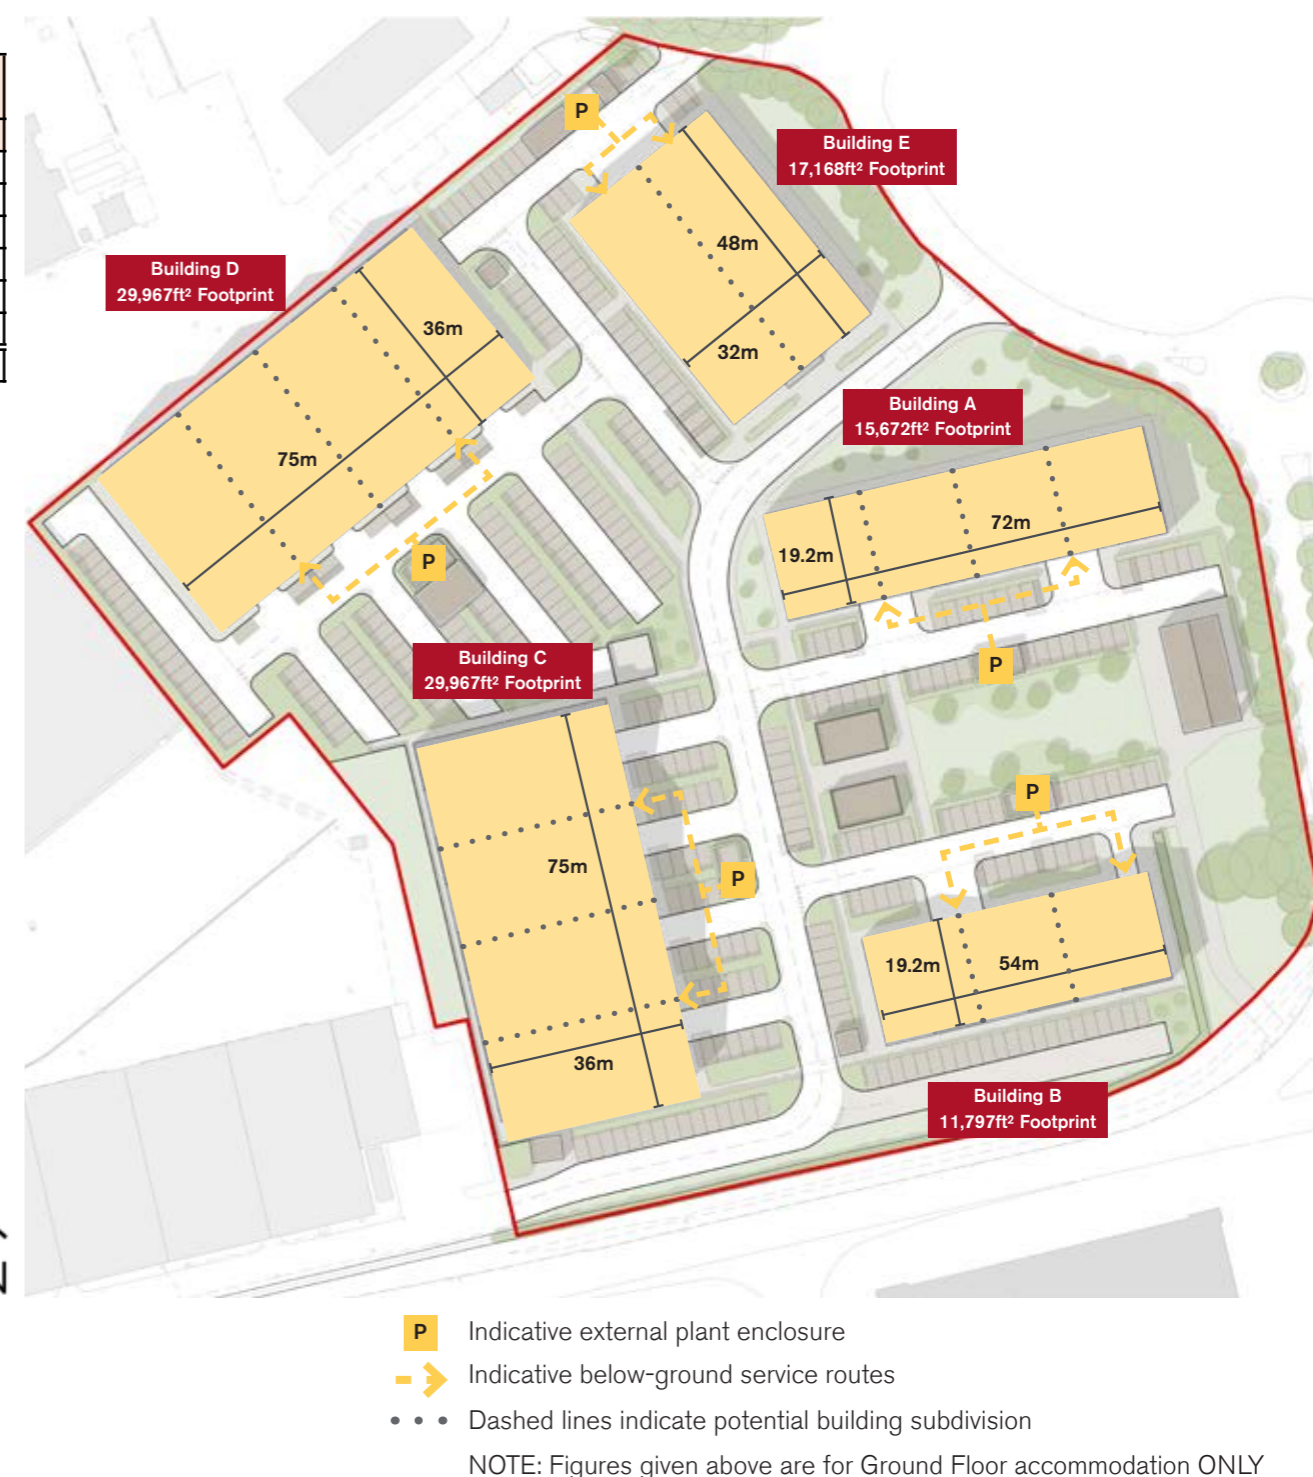 P
Building E
17,168ft² Footprint
48m
32m
Building D
29,967ft² Footprint
36m
75m
P
Building A
15,672ft² Footprint
72m
19.2m
P
Building C
29,967ft² Footprint
75m
36m
P
P
19.2m
54m
Building B
11,797ft² Footprint
P Indicative external plant enclosure
Indicative below-ground service routes
Dashed lines indicate potential building subdivision
NOTE: Figures given above are for Ground Floor accommodation ONLY